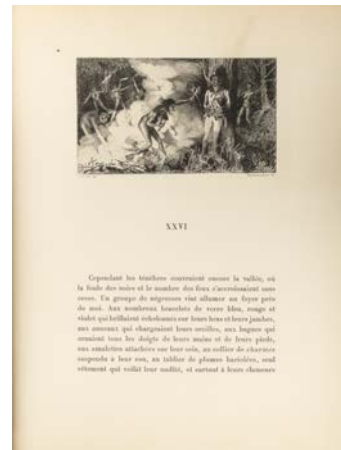 XXVI
Cependant les ténèbres couvraient encore la vallée, où
la foule des noirs et le nombre des feux s'accroissaient sans
cesse. Un groupe de négresses vint allumer un foyer près
de moi. Aux nombreux bracelets de verre bleu, rouge et
violet qui brillaient échelonnés sur leurs bras et leurs jambes,
aux anneaux qui chargeaient leurs oreilles, aux bagues qui
ornaient tous les doigts de leurs mains et de leurs pieds,
aux amulettes attachées sur leur sein, au collier de charmes
suspendu à leur cou, au tablier de plumes bariolées, seul
vêtement qui voilât leur nudité, et surtout à leurs clameurs